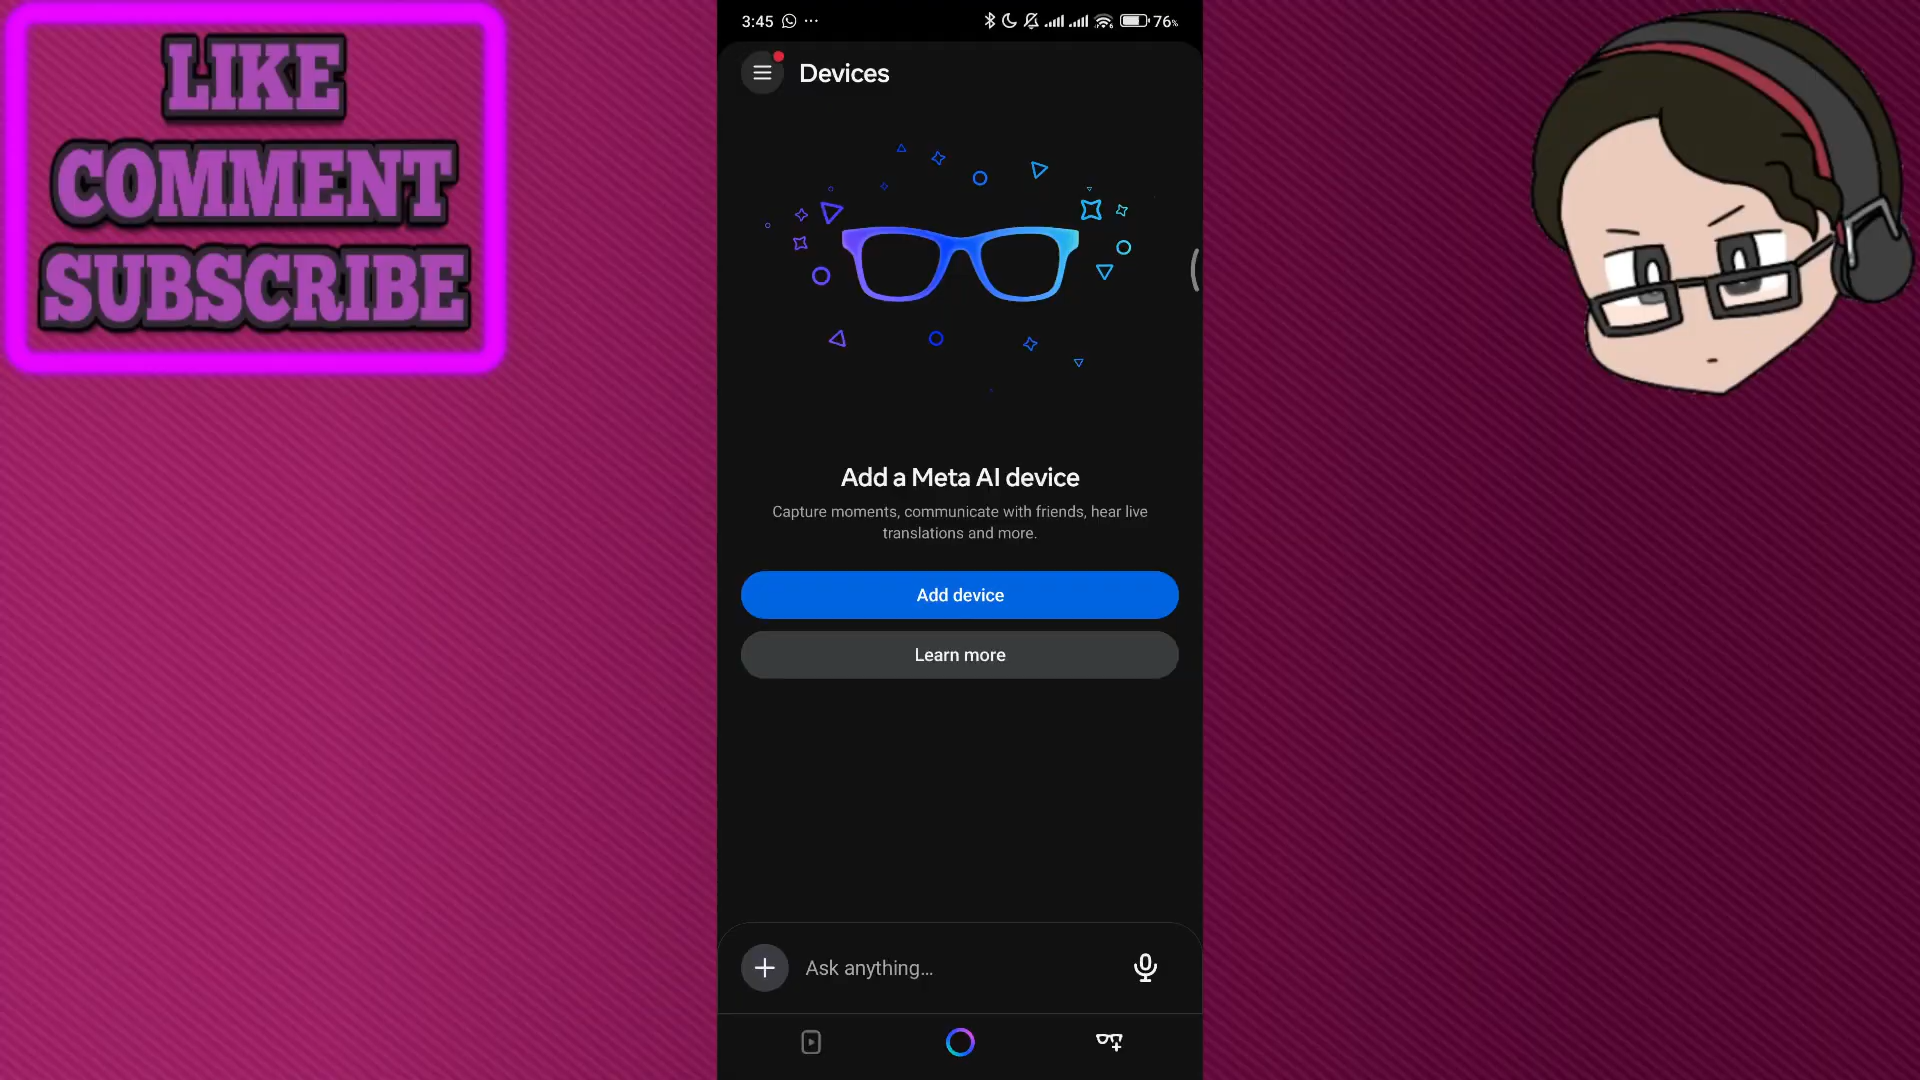 LIKE
COMMENT
SUBSCRIBE
3:45
76%
Devices
Add a Meta AI device
Capture moments, communicate with friends, hear live
translations and more.
Add device
Learn more
Ask anything...